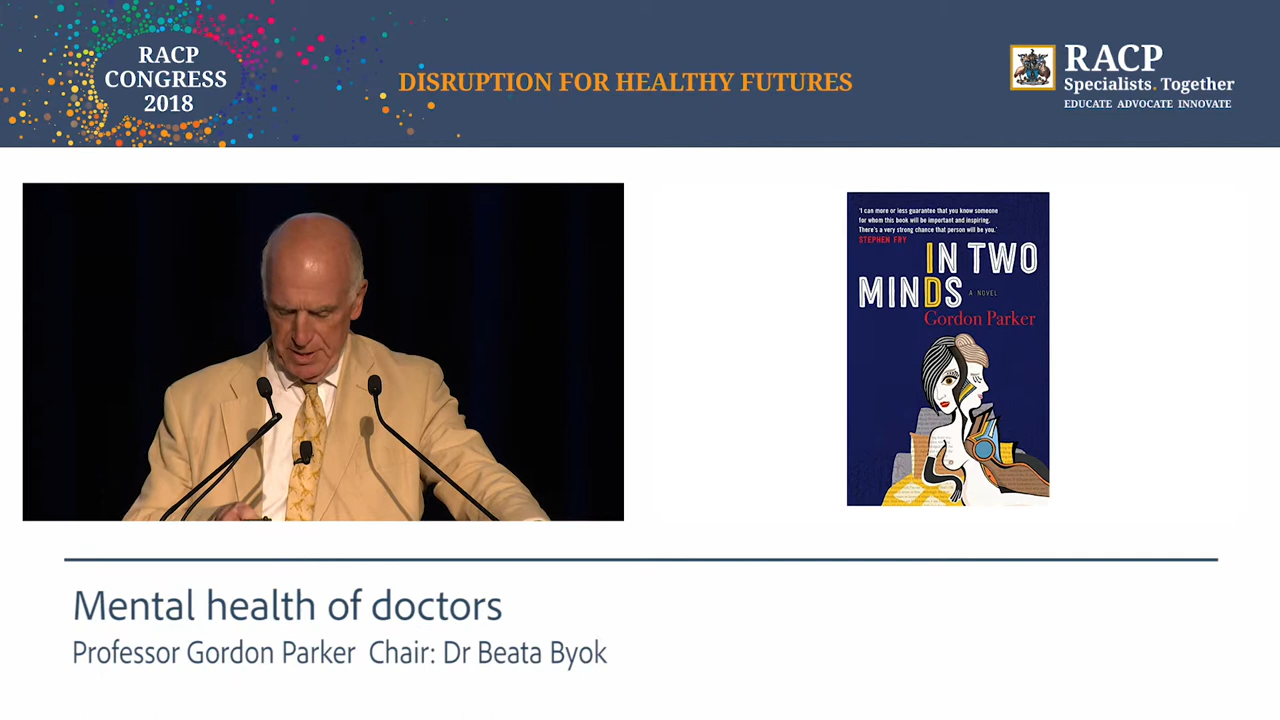 RACP
CONGRESS
2018
DISRUPTION FOR HEALTHY FUTURES
RACP
Specialists. Together
EDUCATE ADVOCATE INNOVATE
'I can more or less guarantee that you know someone
for whom this book will be important and inspiring.
There's a very strong chance that person will be you.'
STEPHEN FRY
IN TWO
MINDS
A NOVEL
Gordon Parker
Mental health of doctors
Professor Gordon Parker Chair: Dr Beata Byok